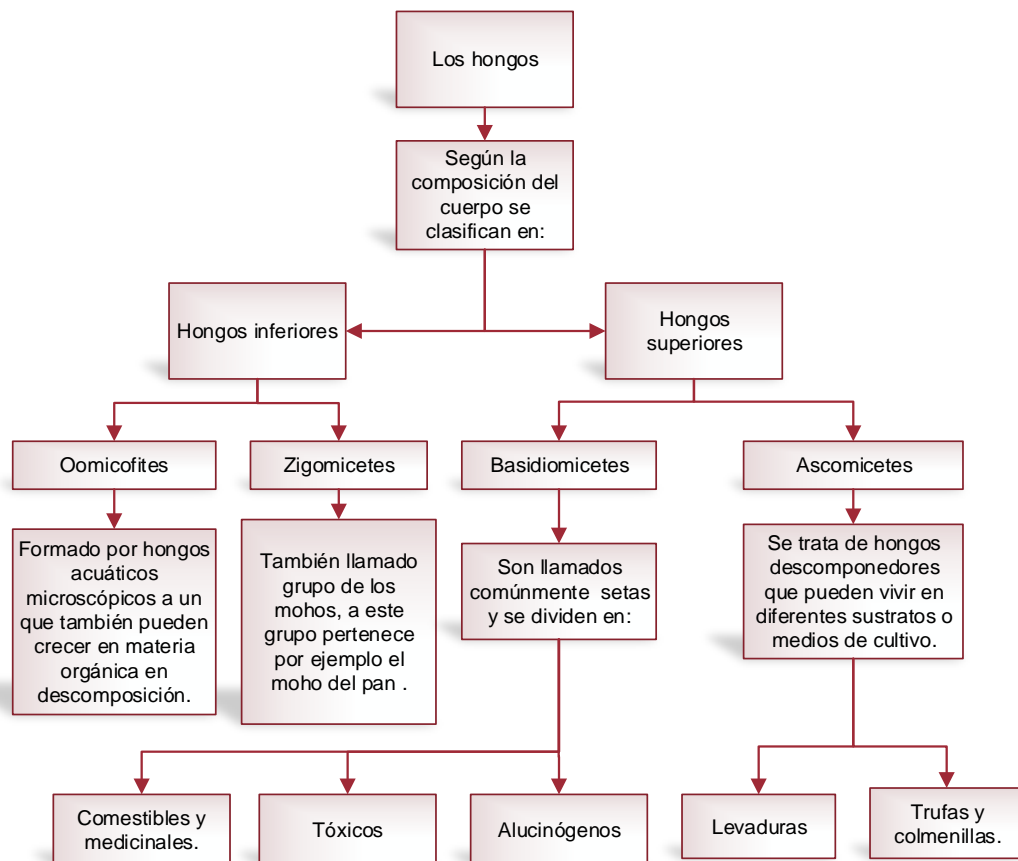 Los hongos
Según la
composición del
cuerpo se
clasifican en:
Hongos inferiores
Hongos
superiores
Oomicofites
Zigomicetes
Basidiomicetes
Ascomicetes
Formado por hongos
acuáticos
microscópicos a un
que también pueden
crecer en materia
orgánica en
descomposición.
También llamado
grupo de los
mohos, a este
grupo pertenece
por ejemplo el
moho del pan .
Son llamados
comúnmente setas
y se dividen en:
Se trata de hongos
descomponedores
que pueden vivir en
diferentes sustratos o
medios de cultivo.
Comestibles y
medicinales.
Tóxicos
Alucinógenos
Levaduras
Trufas y
colmenillas.